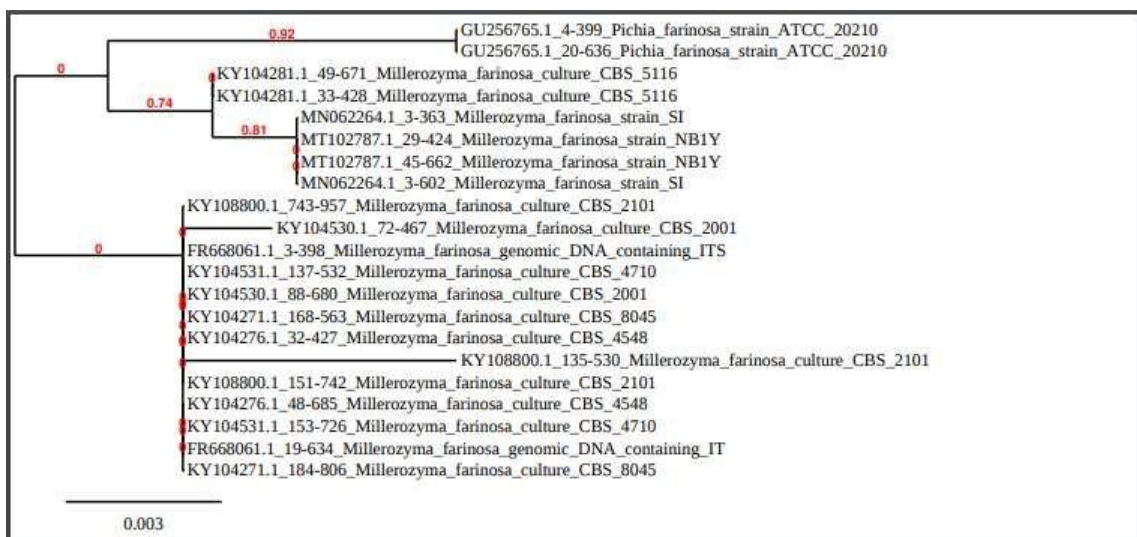 0.92
GU256765.1_4-399_Pichia_farinosa_strain_ATCC_20210
GU256765.1_20-636_Pichia_farinosa_strain_ATCC_20210
0
KY104281.1_49-671_Millerozyma_farinosa_culture_CBS_5116
KY104281.1_33-428_Millerozyma_farinosa_culture_CBS_5116
0.74
MN062264.1_3-363_Millerozyma_farinosa_strain_SI
0.81
MT102787.1_29-424_Millerozyma_farinosa_strain_NB1Y
MT102787.1_45-662_Millerozyma_farinosa_strain_NB1Y
MN062264.1_3-602_Millerozyma_farinosa_strain_SI
KY108800.1_743-957_Millerozyma_farinosa_culture_CBS_2101
KY104530.1_72-467_Millerozyma_farinosa_culture_CBS_2001
0
FR668061.1_3-398_Millerozyma_farinosa_genomic_DNA_containing_ITS
KY104531.1_137-532_Millerozyma_farinosa_culture_CBS_4710
KY104530.1_88-680_Millerozyma_farinosa_culture_CBS_2001
KY104271.1_168-563_Millerozyma_farinosa_culture_CBS_8045
KY104276.1_32-427_Millerozyma_farinosa_culture_CBS_4548
KY108800.1_135-530_Millerozyma_farinosa_culture_CBS_2101
KY108800.1_151-742_Millerozyma_farinosa_culture_CBS_2101
KY104276.1_48-685_Millerozyma_farinosa_culture_CBS_4548
KY104531.1_153-726_Millerozyma_farinosa_culture_CBS_4710
FR668061.1_19-634_Millerozyma_farinosa_genomic_DNA_containing_IT
KY104271.1_184-806_Millerozyma_farinosa_culture_CBS_8045
0.003